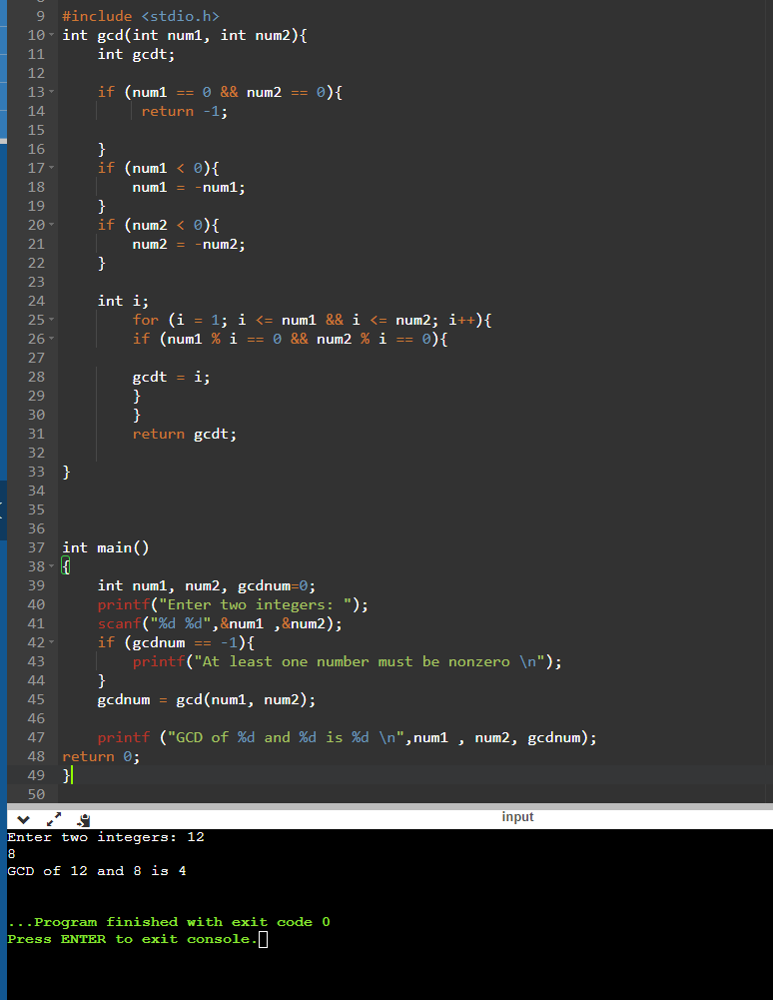 9 #include <stdio.h>
10 int gcd(int num1, int num2){
11 int gcdt;
12
13 if (num1 == 0 && num2 == 0){
14 return -1;
15
16 }
17 if (num1 < 0){
18 num1 = -num1;
19 }
20 if (num2 < 0){
21 num2 = -num2;
22 }
23
24 int i;
25 for (i = 1; i <= num1 && i <= num2; i++){
26 if (num1 % i == 0 && num2 % i == 0){
27
28 gcdt = i;
29 }
30 }
31 return gcdt;
32
33 }
34
35
36
37 int main()
38 {
39 int num1, num2, gcdnum=0;
40 printf("Enter two integers: ");
41 scanf("%d %d",&num1 ,&num2);
42 if (gcdnum == -1){
43 printf("At least one number must be nonzero \n");
44 }
45 gcdnum = gcd(num1, num2);
46
47 printf ("GCD of %d and %d is %d \n",num1 , num2, gcdnum);
48 return 0;
49 }
50
input
Enter two integers: 12
8
GCD of 12 and 8 is 4
...Program finished with exit code 0
Press ENTER to exit console.